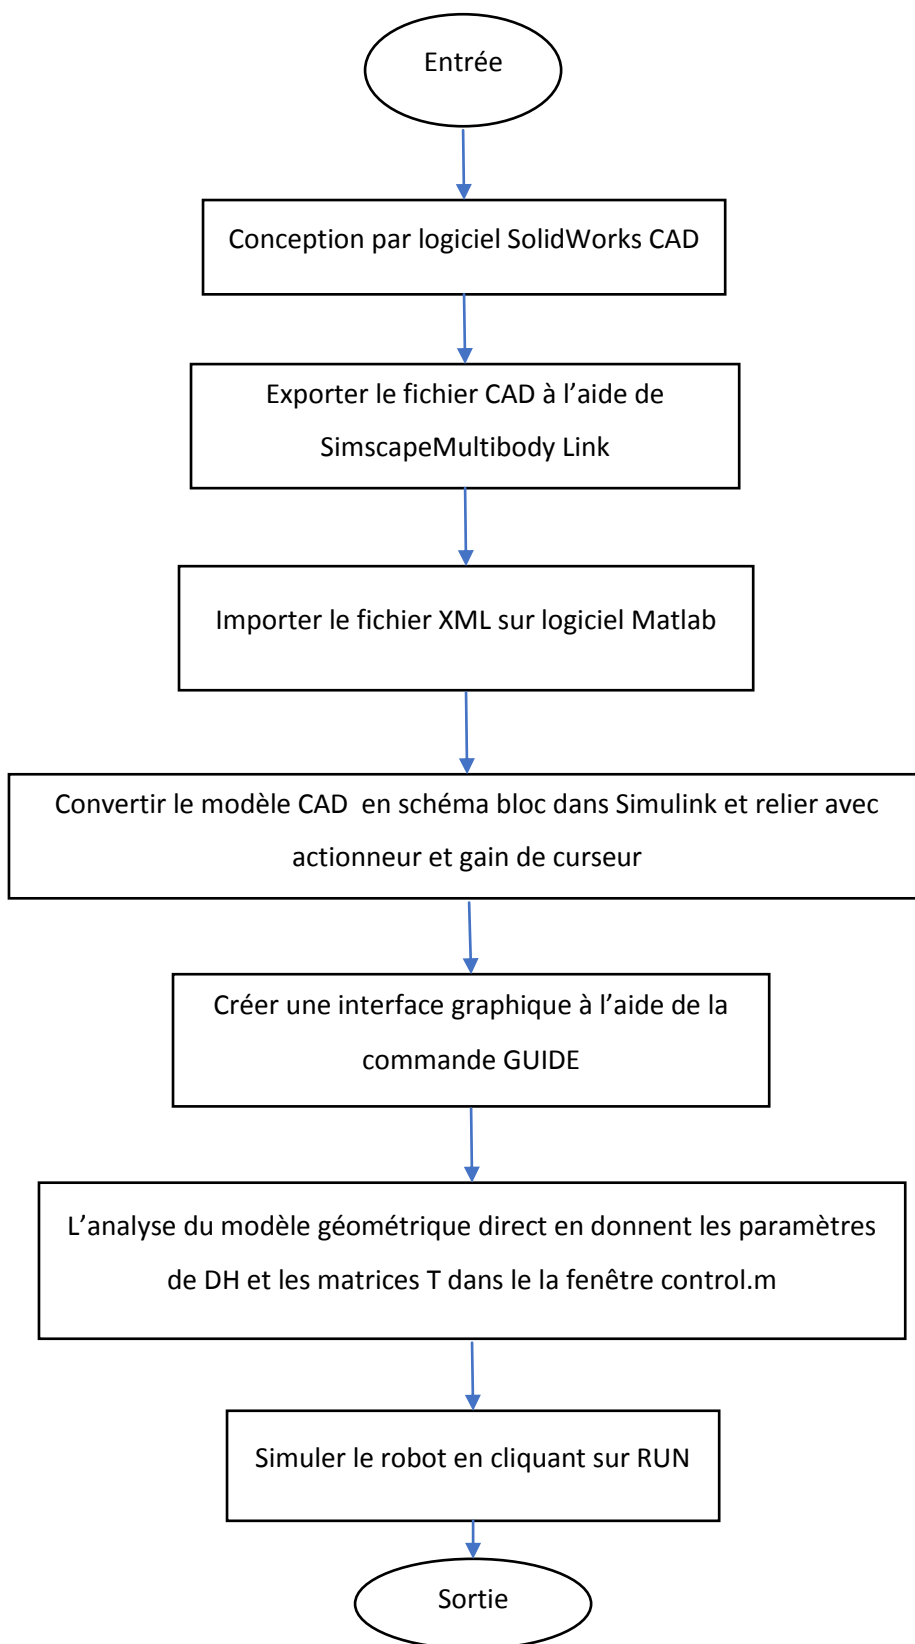 Entrée
Conception par logiciel SolidWorks CAD
Exporter le fichier CAD à l’aide de
SimscapeMultibody Link
Importer le fichier XML sur logiciel Matlab
Convertir le modèle CAD  en schéma bloc dans Simulink et relier avec
actionneur et gain de curseur
Créer une interface graphique à l’aide de la
commande GUIDE
L’analyse du modèle géométrique direct en donnent les paramètres
de DH et les matrices T dans le la fenêtre control.m
Simuler le robot en cliquant sur RUN
Sortie